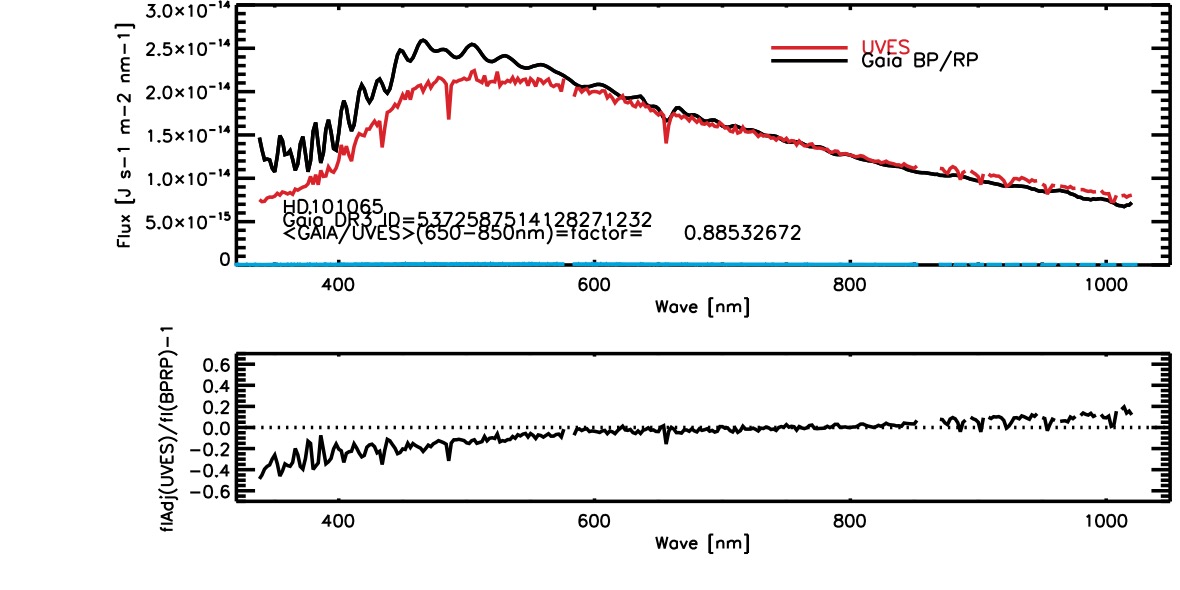 3.0×10⁻¹⁴
2.5×10⁻¹⁴
2.0×10⁻¹⁴
1.5×10⁻¹⁴
1.0×10⁻¹⁴
5.0×10⁻¹⁵
0
Flux [J s−1 m−2 nm−1]
UVES
Gaia BP/RP
HD101065
Gaia DR3 ID=5372587514128271232
<GAIA/UVES>(650−850nm)=factor= 0.88532672
400 600 800 1000
Wave [nm]
flAdj(UVES)/fl(BPRP)−1
0.6
0.4
0.2
0.0
−0.2
−0.4
−0.6
400 600 800 1000
Wave [nm]